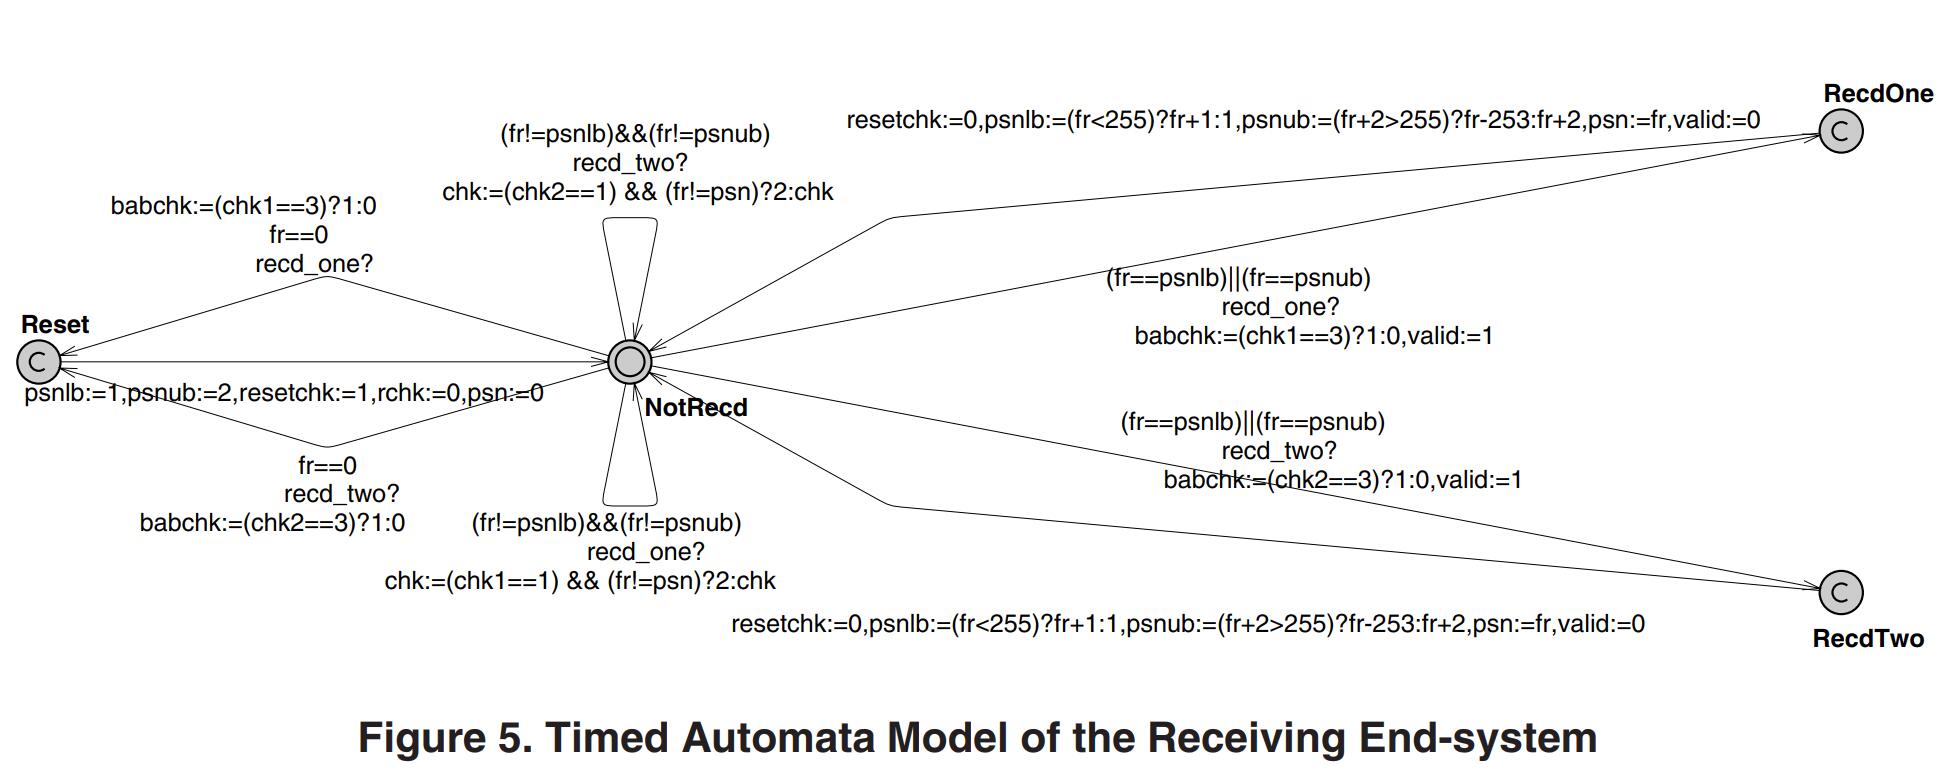 RecdOne
resetchk:=0,psnlb:=(fr<255)?fr+1:1,psnub:=(fr+2>255)?fr-253:fr+2,psn:=fr,valid:=0
C
(fr!=psnlb)&&(fr!=psnub)
recd_two?
chk:=(chk2==1) && (fr!=psn)?2:chk
babchk:=(chk1==3)?1:0
fr==0
recd_one?
(fr==psnlb)||(fr==psnub)
recd_one?
babchk:=(chk1==3)?1:0,valid:=1
Reset
C
psnlb:=1,psnub:=2,resetchk:=1,rchk:=0,psn:=0
NotRecd
(fr==psnlb)||(fr==psnub)
recd_two?
babchk:=(chk2==3)?1:0,valid:=1
fr==0
recd_two?
babchk:=(chk2==3)?1:0
(fr!=psnlb)&&(fr!=psnub)
recd_one?
chk:=(chk1==1) && (fr!=psn)?2:chk
C
resetchk:=0,psnlb:=(fr<255)?fr+1:1,psnub:=(fr+2>255)?fr-253:fr+2,psn:=fr,valid:=0
RecdTwo
Figure 5. Timed Automata Model of the Receiving End-system